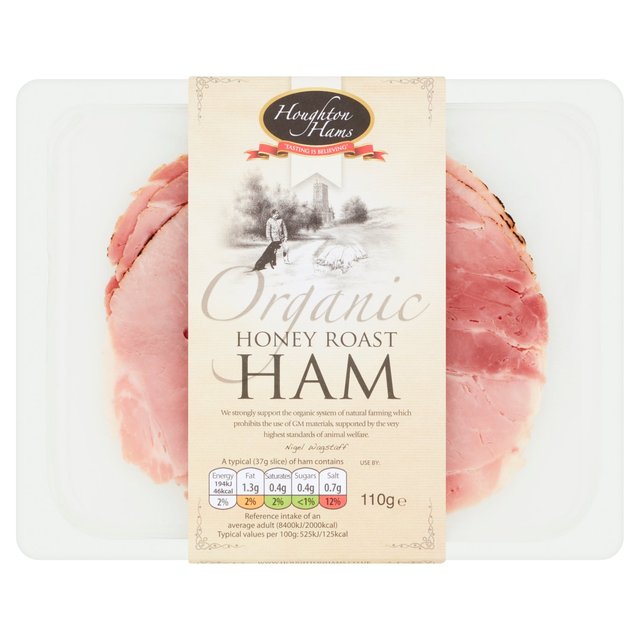 Houghton
Hams
'TASTING IS BELIEVING'
Organic
HONEY ROAST
HAM
We strongly support the organic system of natural farming which
prohibits the use of GM materials, supported by the very
highest standards of animal welfare.
Nigel Wagstaff
A typical (37g slice) of ham contains
USE BY:
Energy Fat Saturates Sugars Salt
194kJ
46kcal 1.3g 0.4g 0.4g 0.7g
2% 2% 2% <1% 12%
110g e
Reference intake of an
average adult (8400kJ/2000kcal)
Typical values per 100g: 525kJ/125kcal